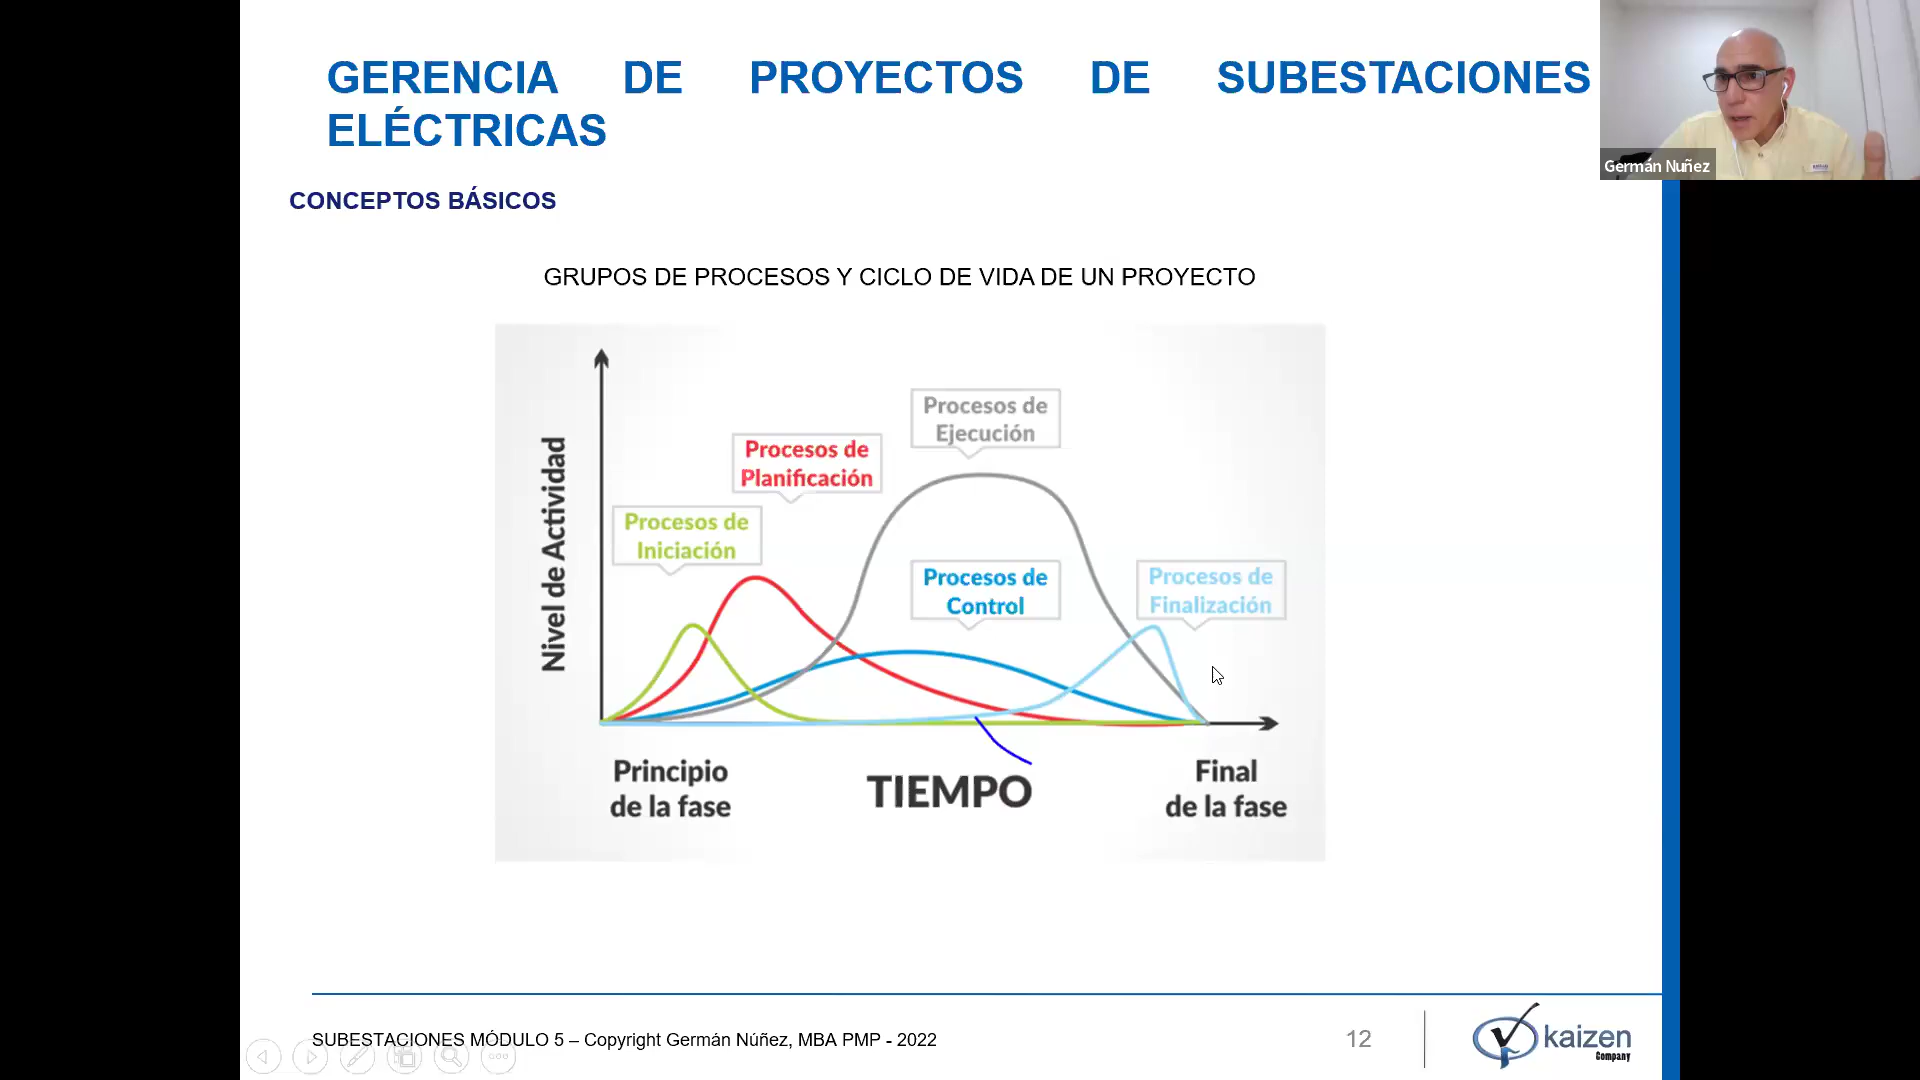 GERENCIA DE PROYECTOS DE SUBESTACIONES
ELÉCTRICAS
Germán Nuñez
CONCEPTOS BÁSICOS
GRUPOS DE PROCESOS Y CICLO DE VIDA DE UN PROYECTO
Procesos de
Ejecución
Procesos de
Planificación
Procesos de
Iniciación
Procesos de
Control
Procesos de
Finalización
Nivel de Actividad
Principio
de la fase
TIEMPO
Final
de la fase
SUBESTACIONES MÓDULO 5 – Copyright Germán Núñez, MBA PMP - 2022
12
kaizen
Company